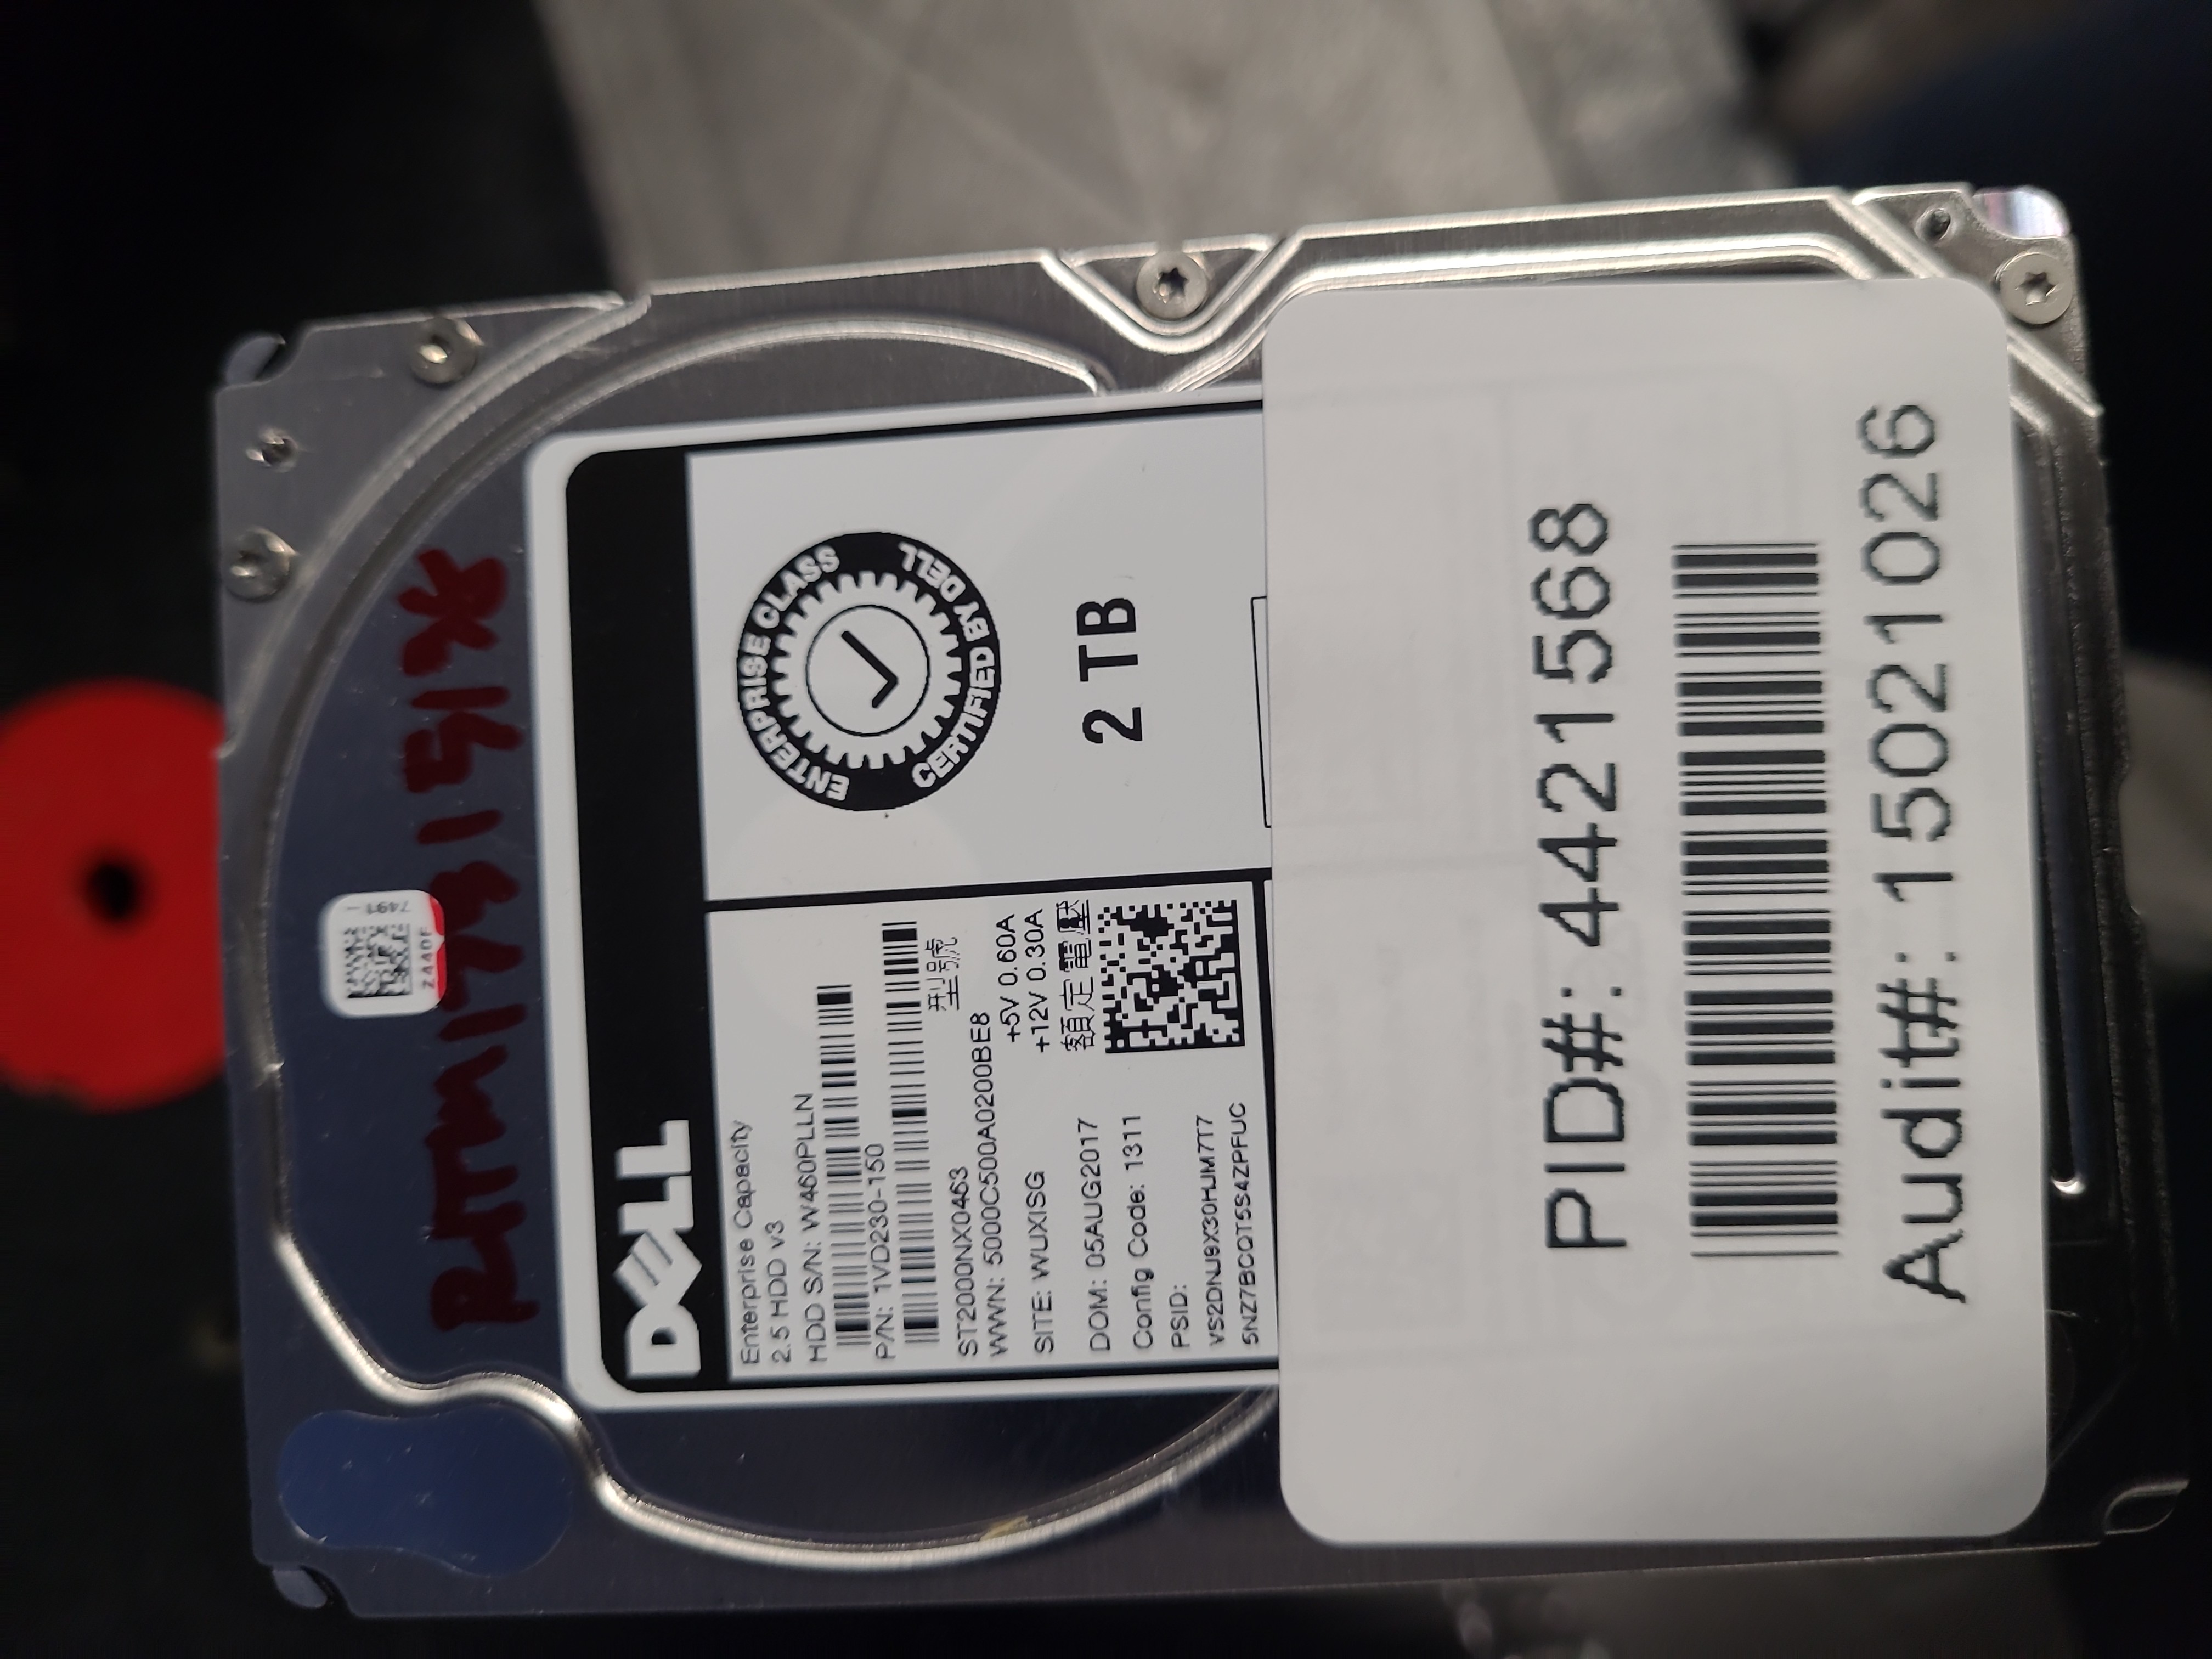 7491-
Z440F
DELL
Enterprise Capacity
2.5 HDD v3
HDD S/N: W460PLLN
P/N: 1VD230-150
ST2000NX0463
型號
WWN: 5000C500A0200BE8
+5V 0.60A
SITE: WUXISG
+12V 0.30A
額定電壓
DOM: 05AUG2017
Config Code: 1311
PSID:
VS2DNJ9X30HJM7T7
5NZ7BCQT5S4ZPFUC
ENTERPRISE CLASS
CERTIFIED BY DELL
2 TB
PID#: 4421568
Audit#: 15021026